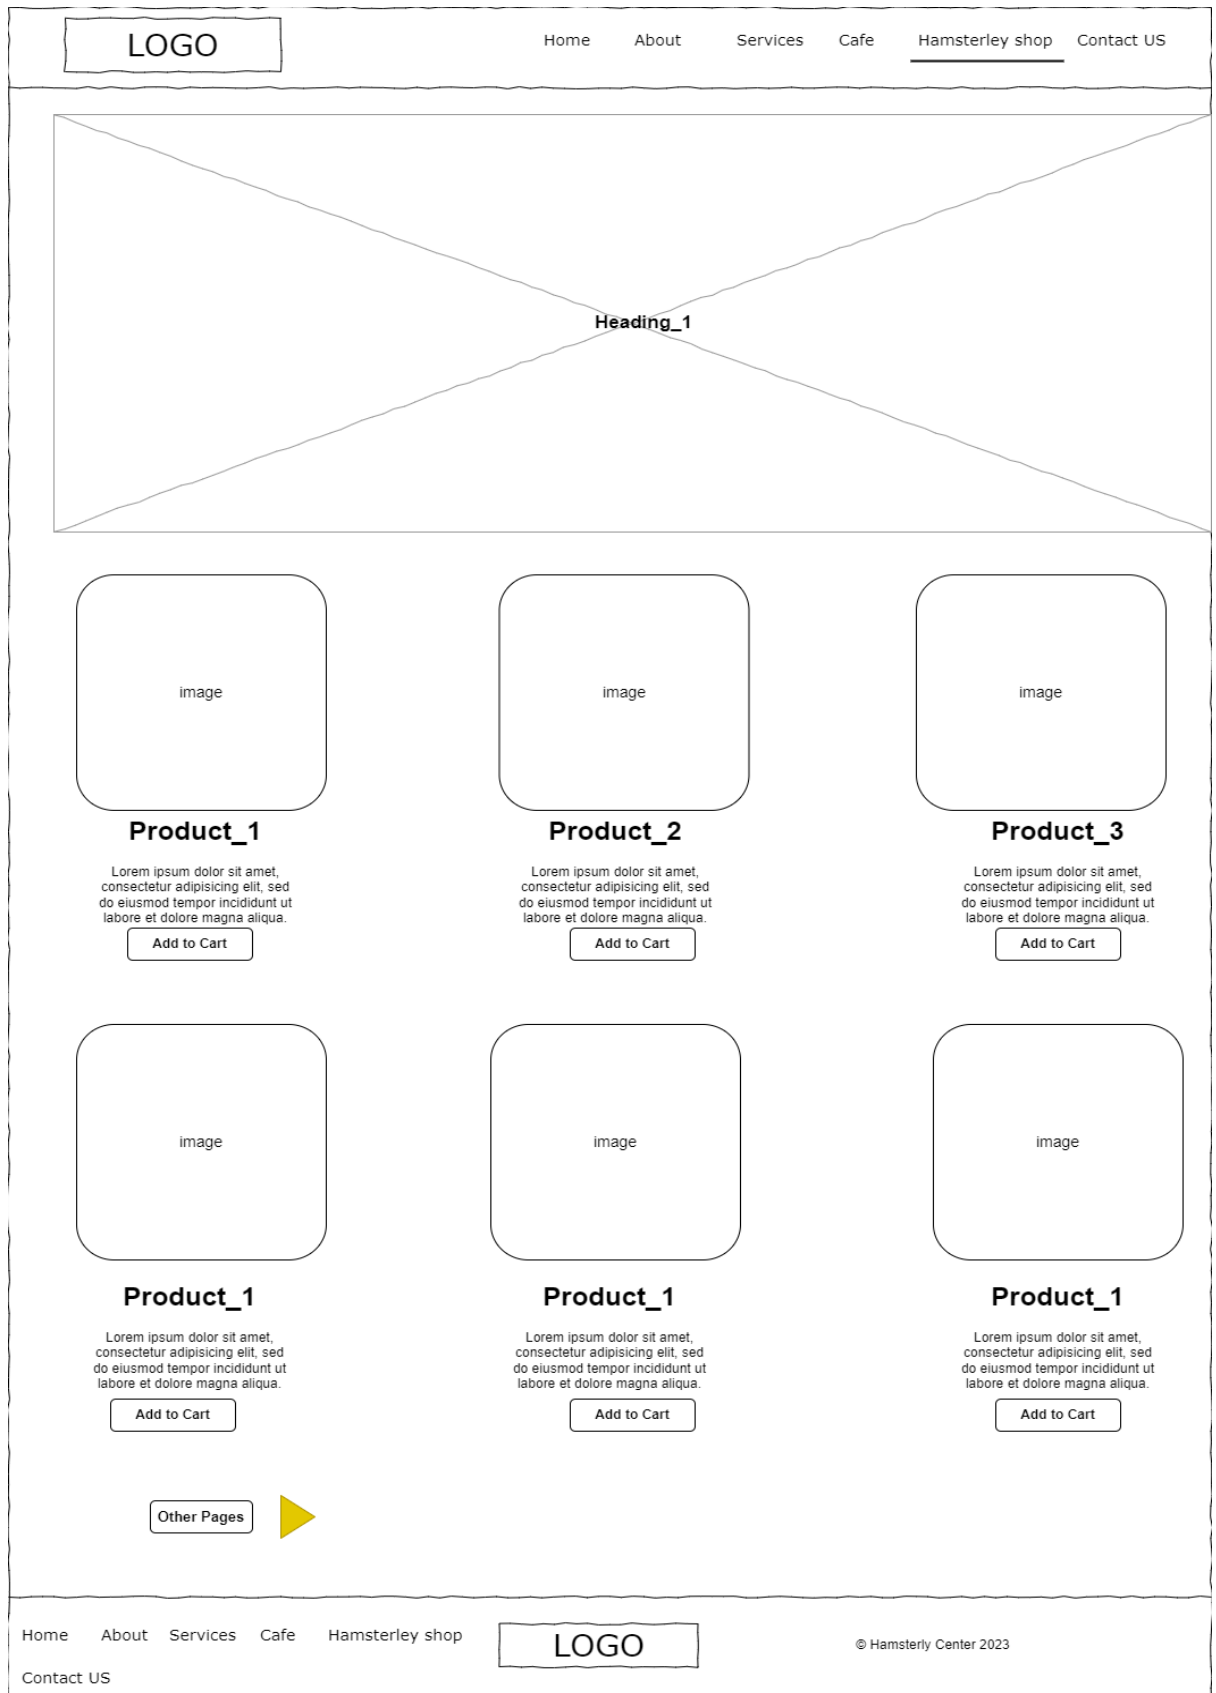 LOGO
Home About Services Cafe Hamsterley shop Contact US
Heading_1
image image image
Product_1 Product_2 Product_3
Lorem ipsum dolor sit amet,
consectetur adipisicing elit, sed
do eiusmod tempor incididunt ut
labore et dolore magna aliqua.
Add to Cart
Lorem ipsum dolor sit amet,
consectetur adipisicing elit, sed
do eiusmod tempor incididunt ut
labore et dolore magna aliqua.
Add to Cart
Lorem ipsum dolor sit amet,
consectetur adipisicing elit, sed
do eiusmod tempor incididunt ut
labore et dolore magna aliqua.
Add to Cart
image image image
Product_1 Product_1 Product_1
Lorem ipsum dolor sit amet,
consectetur adipisicing elit, sed
do eiusmod tempor incididunt ut
labore et dolore magna aliqua.
Add to Cart
Lorem ipsum dolor sit amet,
consectetur adipisicing elit, sed
do eiusmod tempor incididunt ut
labore et dolore magna aliqua.
Add to Cart
Lorem ipsum dolor sit amet,
consectetur adipisicing elit, sed
do eiusmod tempor incididunt ut
labore et dolore magna aliqua.
Add to Cart
Other Pages
Home About Services Cafe Hamsterley shop
Contact US
LOGO
© Hamsterly Center 2023